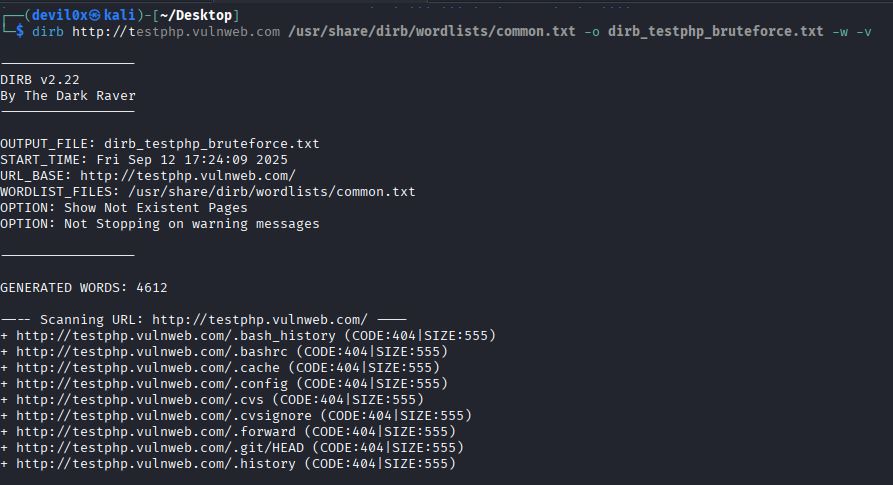 ┌──(devil0x㉿kali)-[~/Desktop]
└─$ dirb http://testphp.vulnweb.com /usr/share/dirb/wordlists/common.txt -o dirb_testphp_bruteforce.txt -w -v
-----------------
DIRB v2.22
By The Dark Raver
-----------------
OUTPUT_FILE: dirb_testphp_bruteforce.txt
START_TIME: Fri Sep 12 17:24:09 2025
URL_BASE: http://testphp.vulnweb.com/
WORDLIST_FILES: /usr/share/dirb/wordlists/common.txt
OPTION: Show Not Existent Pages
OPTION: Not Stopping on warning messages
-----------------
GENERATED WORDS: 4612
---- Scanning URL: http://testphp.vulnweb.com/ ----
+ http://testphp.vulnweb.com/.bash_history (CODE:404|SIZE:555)
+ http://testphp.vulnweb.com/.bashrc (CODE:404|SIZE:555)
+ http://testphp.vulnweb.com/.cache (CODE:404|SIZE:555)
+ http://testphp.vulnweb.com/.config (CODE:404|SIZE:555)
+ http://testphp.vulnweb.com/.cvs (CODE:404|SIZE:555)
+ http://testphp.vulnweb.com/.cvsignore (CODE:404|SIZE:555)
+ http://testphp.vulnweb.com/.forward (CODE:404|SIZE:555)
+ http://testphp.vulnweb.com/.git/HEAD (CODE:404|SIZE:555)
+ http://testphp.vulnweb.com/.history (CODE:404|SIZE:555)